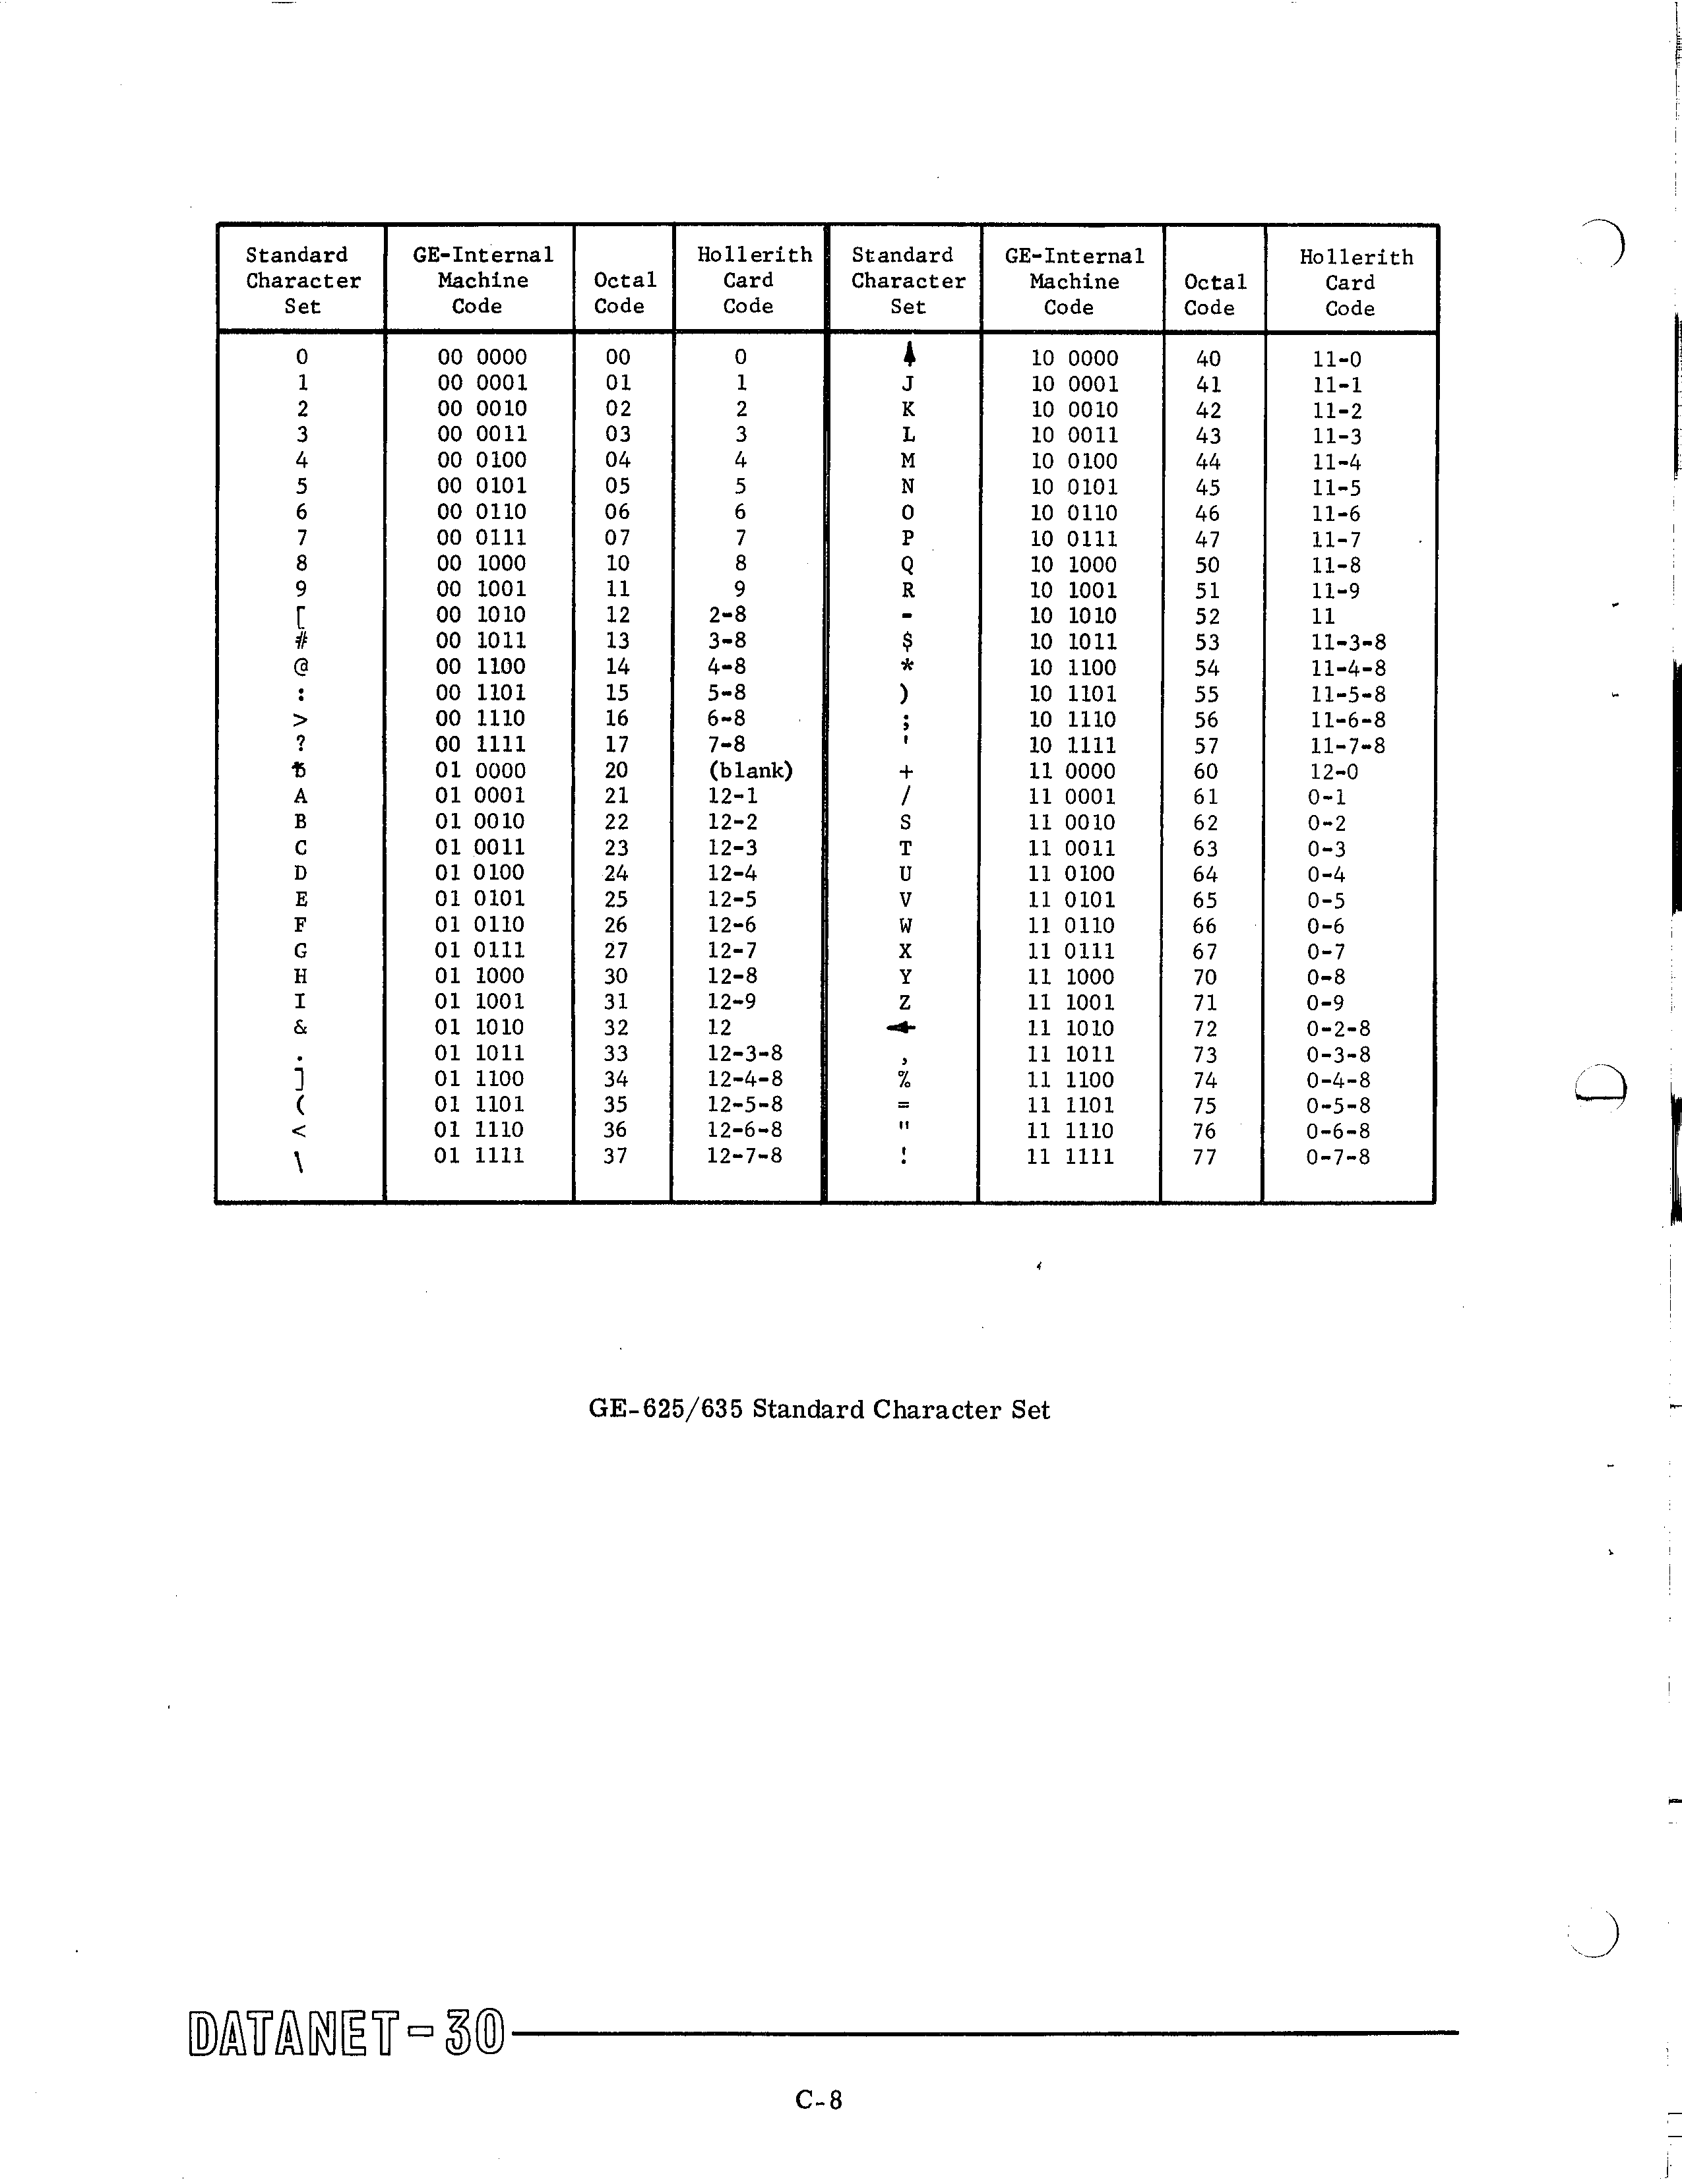 Standard Character Set | GE-Internal Machine Code | Octal Code | Hollerith Card Code | Standard Character Set | GE-Internal Machine Code | Octal Code | Hollerith Card Code
0 | 00 0000 | 00 | 0 | ↑ | 10 0000 | 40 | 11-0
1 | 00 0001 | 01 | 1 | J | 10 0001 | 41 | 11-1
2 | 00 0010 | 02 | 2 | K | 10 0010 | 42 | 11-2
3 | 00 0011 | 03 | 3 | L | 10 0011 | 43 | 11-3
4 | 00 0100 | 04 | 4 | M | 10 0100 | 44 | 11-4
5 | 00 0101 | 05 | 5 | N | 10 0101 | 45 | 11-5
6 | 00 0110 | 06 | 6 | O | 10 0110 | 46 | 11-6
7 | 00 0111 | 07 | 7 | P | 10 0111 | 47 | 11-7
8 | 00 1000 | 10 | 8 | Q | 10 1000 | 50 | 11-8
9 | 00 1001 | 11 | 9 | R | 10 1001 | 51 | 11-9
[ | 00 1010 | 12 | 2-8 | - | 10 1010 | 52 | 11
# | 00 1011 | 13 | 3-8 | $ | 10 1011 | 53 | 11-3-8
@ | 00 1100 | 14 | 4-8 | * | 10 1100 | 54 | 11-4-8
: | 00 1101 | 15 | 5-8 | ) | 10 1101 | 55 | 11-5-8
> | 00 1110 | 16 | 6-8 | ; | 10 1110 | 56 | 11-6-8
? | 00 1111 | 17 | 7-8 | ' | 10 1111 | 57 | 11-7-8
ƀ | 01 0000 | 20 | (blank) | + | 11 0000 | 60 | 12-0
A | 01 0001 | 21 | 12-1 | / | 11 0001 | 61 | 0-1
B | 01 0010 | 22 | 12-2 | S | 11 0010 | 62 | 0-2
C | 01 0011 | 23 | 12-3 | T | 11 0011 | 63 | 0-3
D | 01 0100 | 24 | 12-4 | U | 11 0100 | 64 | 0-4
E | 01 0101 | 25 | 12-5 | V | 11 0101 | 65 | 0-5
F | 01 0110 | 26 | 12-6 | W | 11 0110 | 66 | 0-6
G | 01 0111 | 27 | 12-7 | X | 11 0111 | 67 | 0-7
H | 01 1000 | 30 | 12-8 | Y | 11 1000 | 70 | 0-8
I | 01 1001 | 31 | 12-9 | Z | 11 1001 | 71 | 0-9
& | 01 1010 | 32 | 12 | ← | 11 1010 | 72 | 0-2-8
. | 01 1011 | 33 | 12-3-8 | , | 11 1011 | 73 | 0-3-8
] | 01 1100 | 34 | 12-4-8 | % | 11 1100 | 74 | 0-4-8
( | 01 1101 | 35 | 12-5-8 | = | 11 1101 | 75 | 0-5-8
< | 01 1110 | 36 | 12-6-8 | " | 11 1110 | 76 | 0-6-8
\ | 01 1111 | 37 | 12-7-8 | ! | 11 1111 | 77 | 0-7-8
GE-625/635 Standard Character Set
DATANET-30
C-8